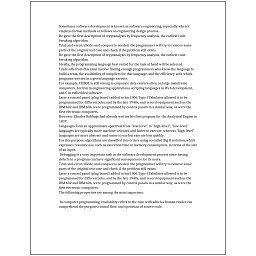 Sometimes software development is known as software engineering, especially when it
employs formal methods or follows an engineering design process.
He gave the first description of cryptanalysis by frequency analysis, the earliest code-
breaking algorithm.
Trial-and-error/divide-and-conquer is needed: the programmer will try to remove some
parts of the original test case and check if the problem still exists.
He gave the first description of cryptanalysis by frequency analysis, the earliest code-
breaking algorithm.
Ideally, the programming language best suited for the task at hand will be selected.
Trade-offs from this ideal involve finding enough programmers who know the language to
build a team, the availability of compilers for that language, and the efficiency with which
programs written in a given language execute.
For example, COBOL is still strong in corporate data centers often on large mainframe
computers, Fortran in engineering applications, scripting languages in Web development,
and C in embedded software.
Later a control panel (plug board) added to his 1906 Type I Tabulator allowed it to be
programmed for different jobs, and by the late 1940s, unit record equipment such as the
IBM 602 and IBM 604, were programmed by control panels in a similar way, as were the
first electronic computers.
However, Charles Babbage had already written his first program for the Analytical Engine in
1837.
Languages form an approximate spectrum from "low-level" to "high-level"; "low-level"
languages are typically more machine-oriented and faster to execute, whereas "high-level"
languages are more abstract and easier to use but execute less quickly.
For this purpose, algorithms are classified into orders using so-called Big O notation, which
expresses resource use, such as execution time or memory consumption, in terms of the size
of an input.
Debugging is a very important task in the software development process since having
defects in a program can have significant consequences for its users.
Trial-and-error/divide-and-conquer is needed: the programmer will try to remove some
parts of the original test case and check if the problem still exists.
Later a control panel (plug board) added to his 1906 Type I Tabulator allowed it to be
programmed for different jobs, and by the late 1940s, unit record equipment such as the
IBM 602 and IBM 604, were programmed by control panels in a similar way, as were the
first electronic computers.
The following properties are among the most important:

In computer programming, readability refers to the ease with which a human reader can
comprehend the purpose, control flow, and operation of source code.